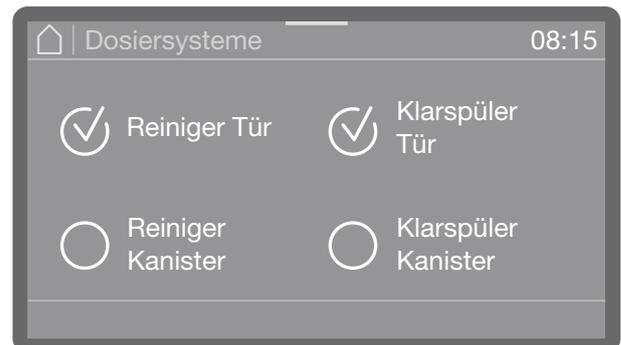 Dosiersysteme 08:15
Reiniger Tür
Klarspüler
Tür
Reiniger
Kanister
Klarspüler
Kanister